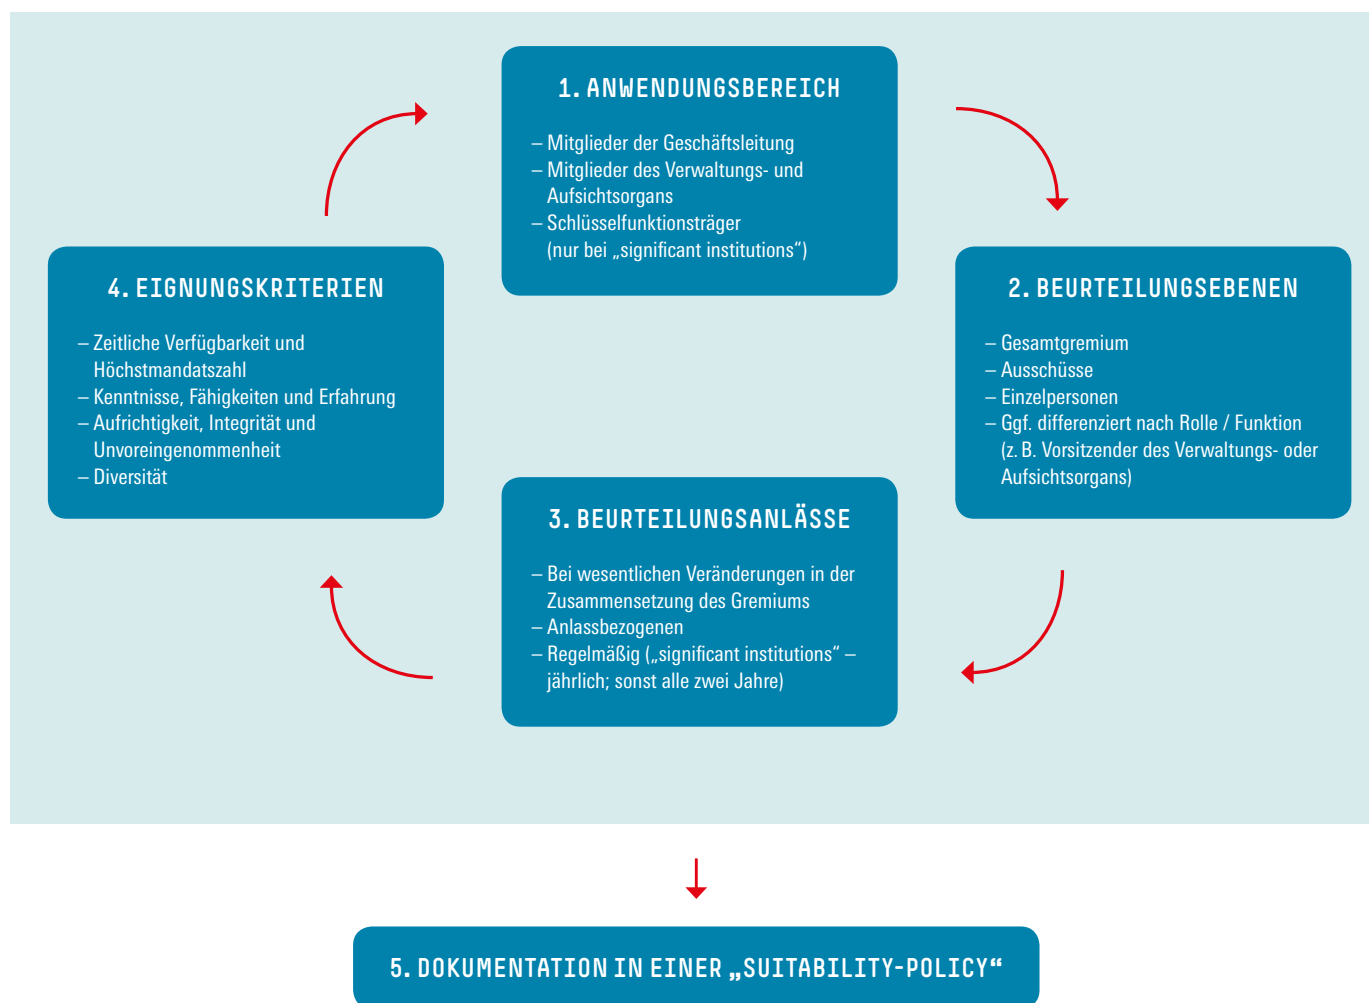 1. ANWENDUNGSBEREICH
– Mitglieder der Geschäftsleitung
– Mitglieder des Verwaltungs- und
Aufsichtsorgans
– Schlüsselfunktionsträger
(nur bei „significant institutions“)
2. BEURTEILUNGSEBENEN
– Gesamtgremium
– Ausschüsse
– Einzelpersonen
– Ggf. differenziert nach Rolle / Funktion
(z. B. Vorsitzender des Verwaltungs- oder
Aufsichtsorgans)
3. BEURTEILUNGSANLÄSSE
– Bei wesentlichen Veränderungen in der
Zusammensetzung des Gremiums
– Anlassbezogenen
– Regelmäßig („significant institutions“ –
jährlich; sonst alle zwei Jahre)
4. EIGNUNGSKRITERIEN
– Zeitliche Verfügbarkeit und
Höchstmandatszahl
– Kenntnisse, Fähigkeiten und Erfahrung
– Aufrichtigkeit, Integrität und
Unvoreingenommenheit
– Diversität
5. DOKUMENTATION IN EINER „SUITABILITY-POLICY“